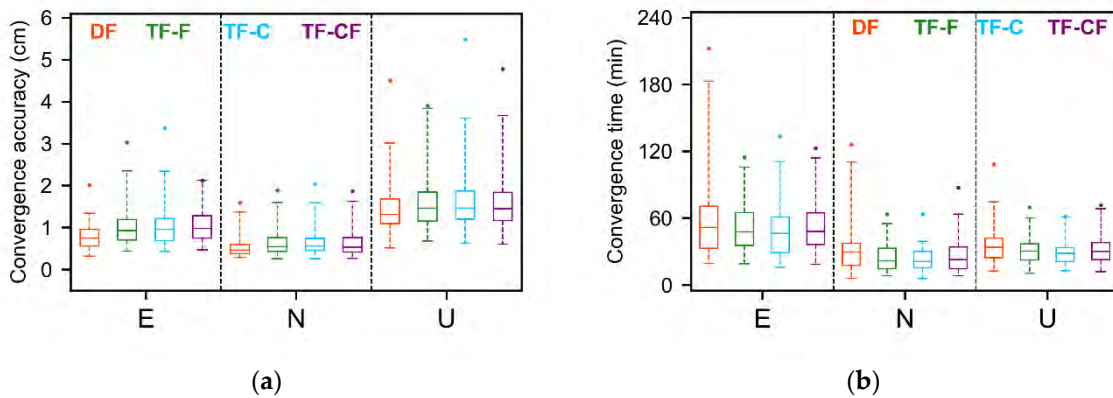 DF TF-F TF-C TF-CF
Convergence accuracy (cm)
6
5
4
3
2
1
0
E N U
(a)
DF TF-F TF-C TF-CF
Convergence time (min)
240
180
120
60
0
E N U
(b)